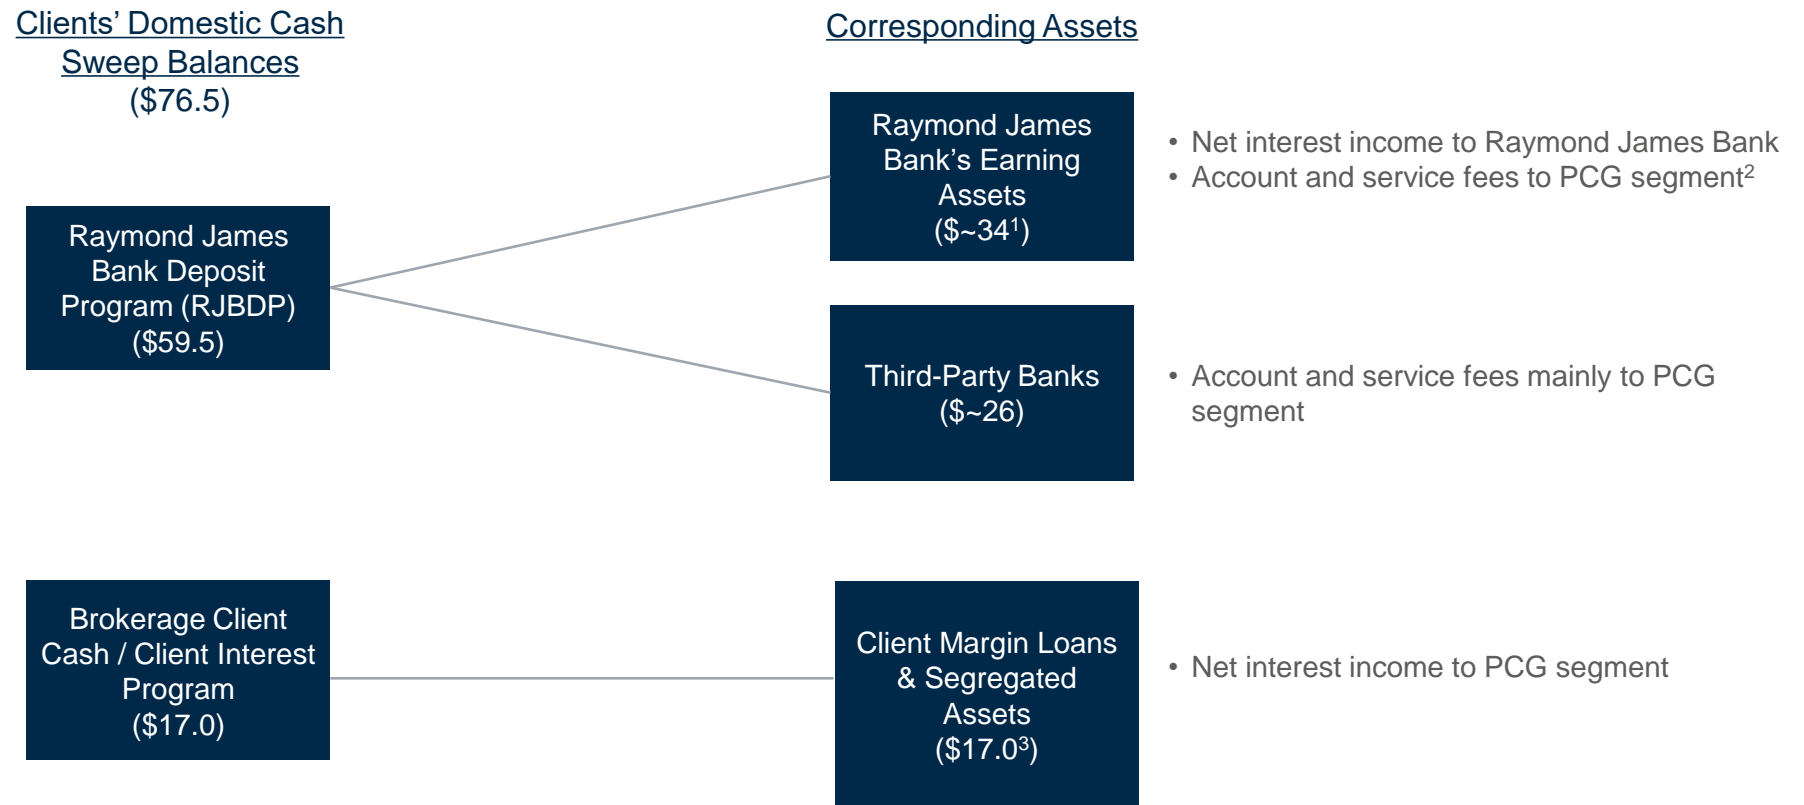 Clients’ Domestic Cash
Sweep Balances
($76.5)
Corresponding Assets
Raymond James
Bank Deposit
Program (RJBDP)
($59.5)
Raymond James
Bank’s Earning
Assets
($~34¹)
• Net interest income to Raymond James Bank
• Account and service fees to PCG segment²
Third-Party Banks
($~26)
• Account and service fees mainly to PCG
segment
Brokerage Client
Cash / Client Interest
Program
($17.0)
Client Margin Loans
& Segregated
Assets
($17.0³)
• Net interest income to PCG segment